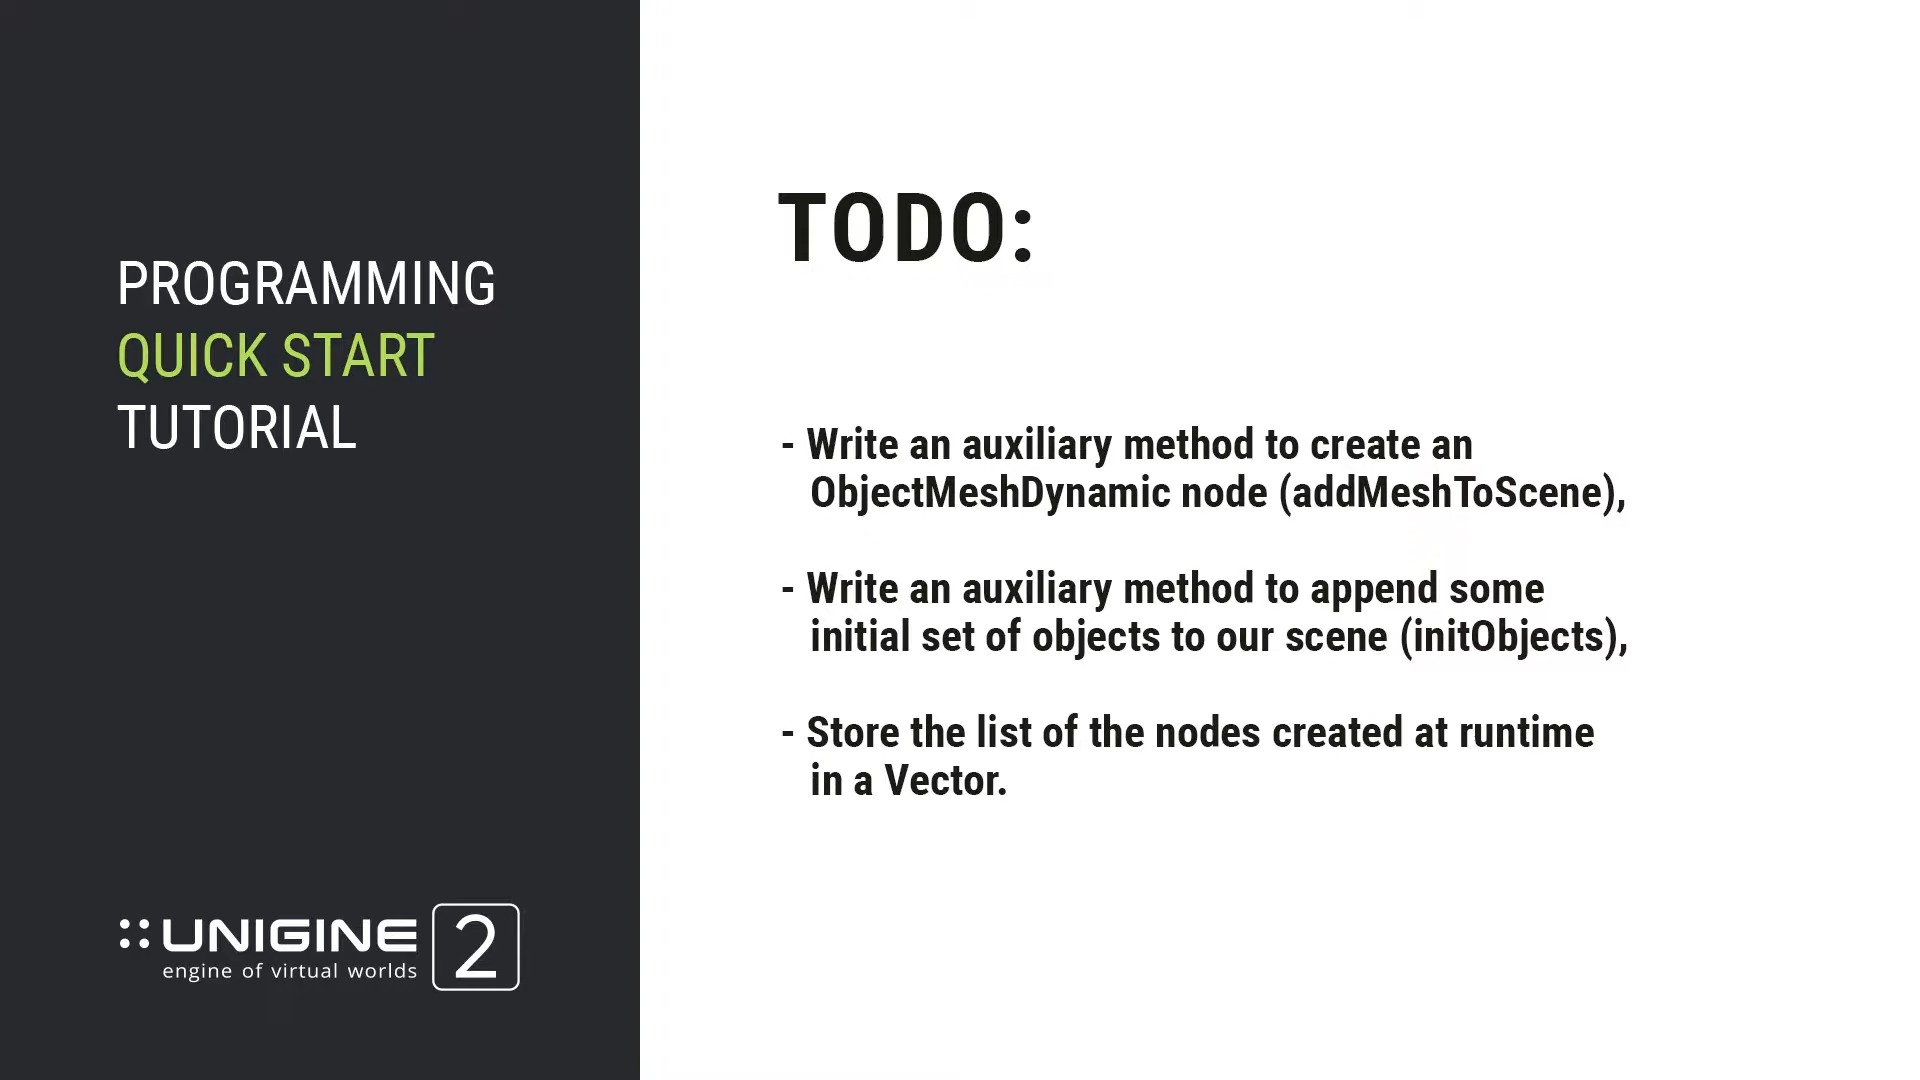 PROGRAMMING
QUICK START
TUTORIAL
UNIGINE 2
engine of virtual worlds
TODO:
- Write an auxiliary method to create an
ObjectMeshDynamic node (addMeshToScene),
- Write an auxiliary method to append some
initial set of objects to our scene (initObjects),
- Store the list of the nodes created at runtime
in a Vector.